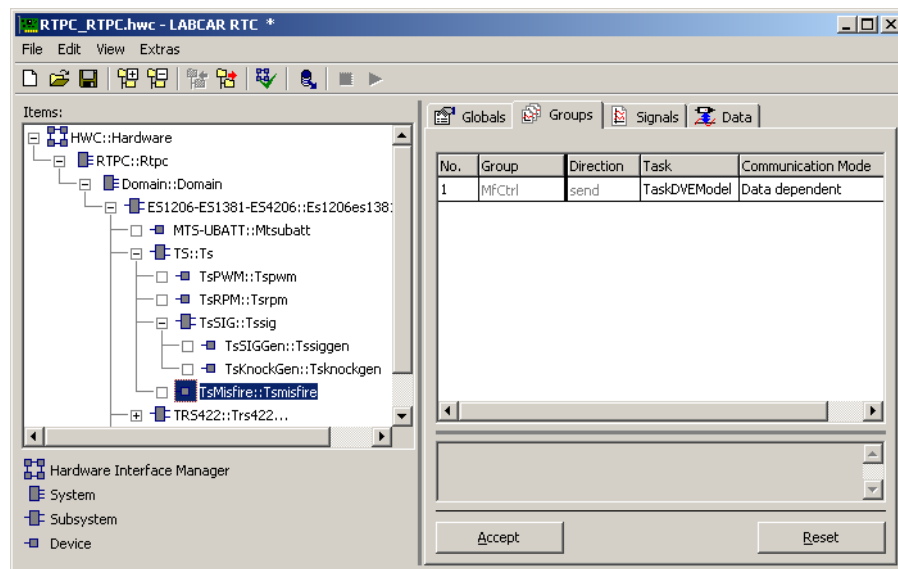 RTPC_RTPC.hwc - LABCAR RTC *
File Edit View Extras
Items:
HWC::Hardware
RTPC::Rtpc
Domain::Domain
ES1206-ES1381-ES4206::Es1206es138
MTS-UBATT::Mtsubatt
TS::Ts
TsPWM::Tspwm
TsRPM::Tsrpm
TsSIG::Tssig
TsSIGGen::Tssiggen
TsKnockGen::Tsknockgen
TsMisfire::Tsmisfire
TRS422::Trs422...
Hardware Interface Manager
System
Subsystem
Device
Globals Groups Signals Data
No. Group Direction Task Communication Mode
1 MfCtrl send TaskDVEModel Data dependent
Accept Reset